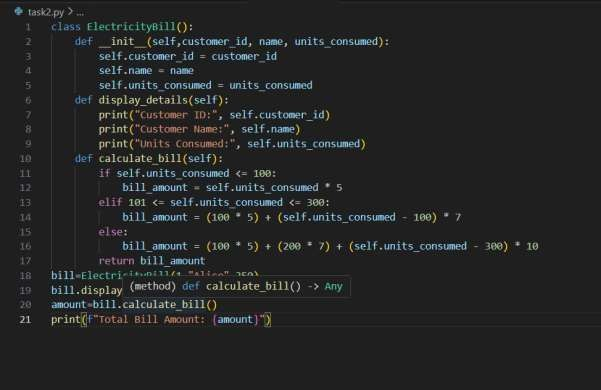 task2.py > ...
1 class ElectricityBill():
2     def __init__(self,customer_id, name, units_consumed):
3         self.customer_id = customer_id
4         self.name = name
5         self.units_consumed = units_consumed
6     def display_details(self):
7         print("Customer ID:", self.customer_id)
8         print("Customer Name:", self.name)
9         print("Units Consumed:", self.units_consumed)
10     def calculate_bill(self):
11         if self.units_consumed <= 100:
12             bill_amount = self.units_consumed * 5
13         elif 101 <= self.units_consumed <= 300:
14             bill_amount = (100 * 5) + (self.units_consumed - 100) * 7
15         else:
16             bill_amount = (100 * 5) + (200 * 7) + (self.units_consumed - 300) * 10
17         return bill_amount
18 bill=ElectricityBill(1,"Alice",250)
19 bill.display
(method) def calculate_bill() -> Any
20 amount=bill.calculate_bill()
21 print(f"Total Bill Amount: {amount}")